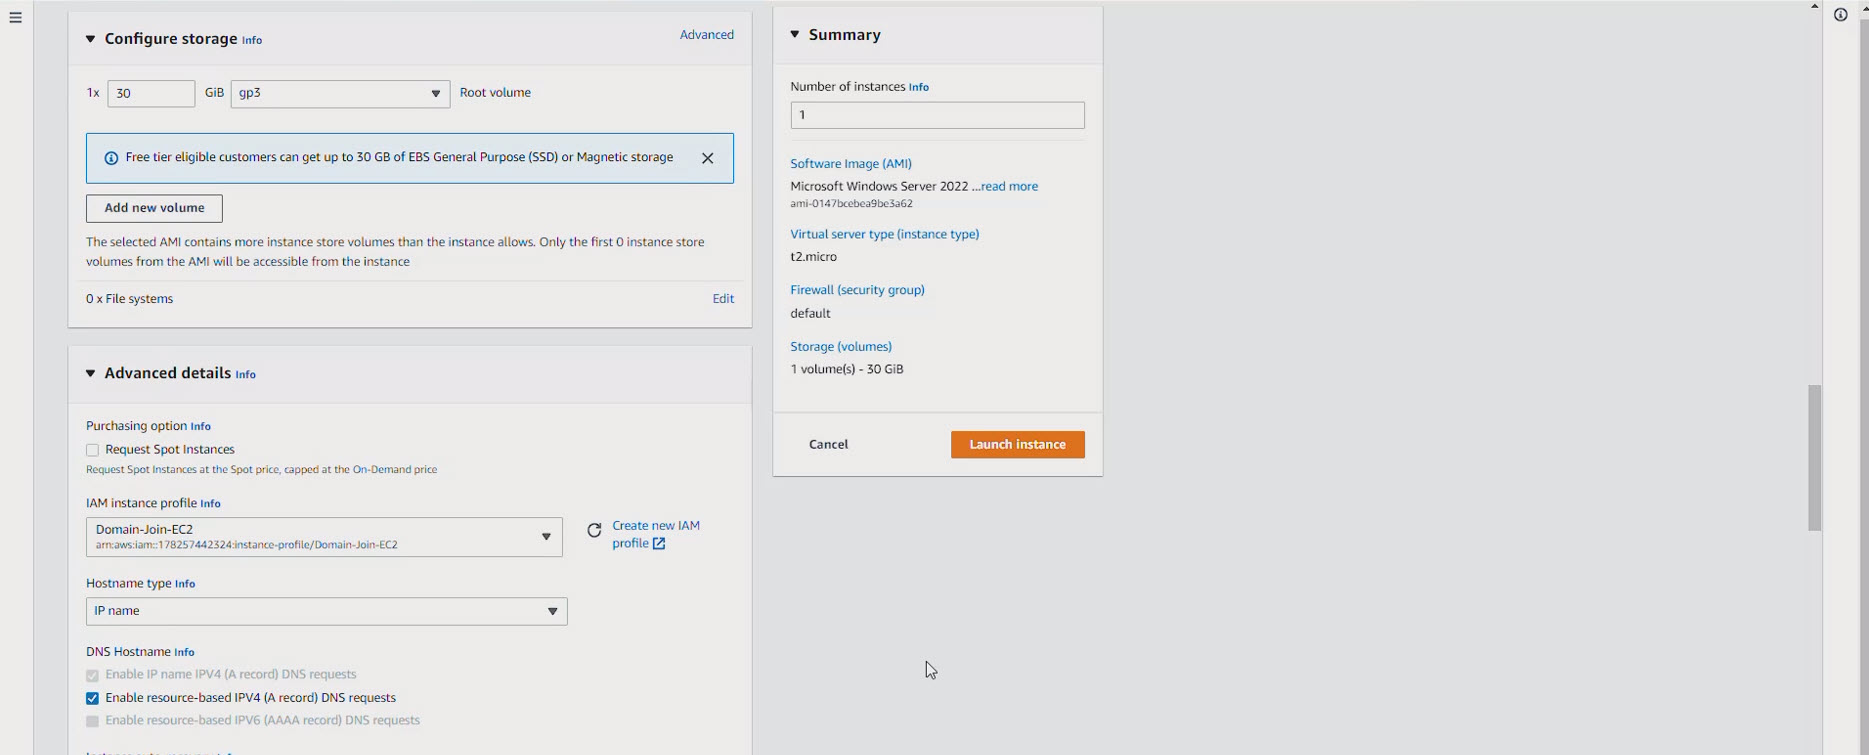 Configure storage Info
Advanced
1x 30 GiB gp3 Root volume
Free tier eligible customers can get up to 30 GB of EBS General Purpose (SSD) or Magnetic storage
Add new volume
The selected AMI contains more instance store volumes than the instance allows. Only the first 0 instance store
volumes from the AMI will be accessible from the instance
0 x File systems
Edit
Advanced details Info
Purchasing option Info
Request Spot Instances
Request Spot Instances at the Spot price, capped at the On-Demand price
IAM instance profile Info
Domain-Join-EC2
arn:aws:iam::178257442324:instance-profile/Domain-Join-EC2
Create new IAM
profile
Hostname type Info
IP name
DNS Hostname Info
Enable IP name IPV4 (A record) DNS requests
Enable resource-based IPV4 (A record) DNS requests
Enable resource-based IPV6 (AAAA record) DNS requests
Summary
Number of instances Info
1
Software Image (AMI)
Microsoft Windows Server 2022 ...read more
ami-0147bcebea9be3a62
Virtual server type (instance type)
t2.micro
Firewall (security group)
default
Storage (volumes)
1 volume(s) - 30 GiB
Cancel
Launch instance